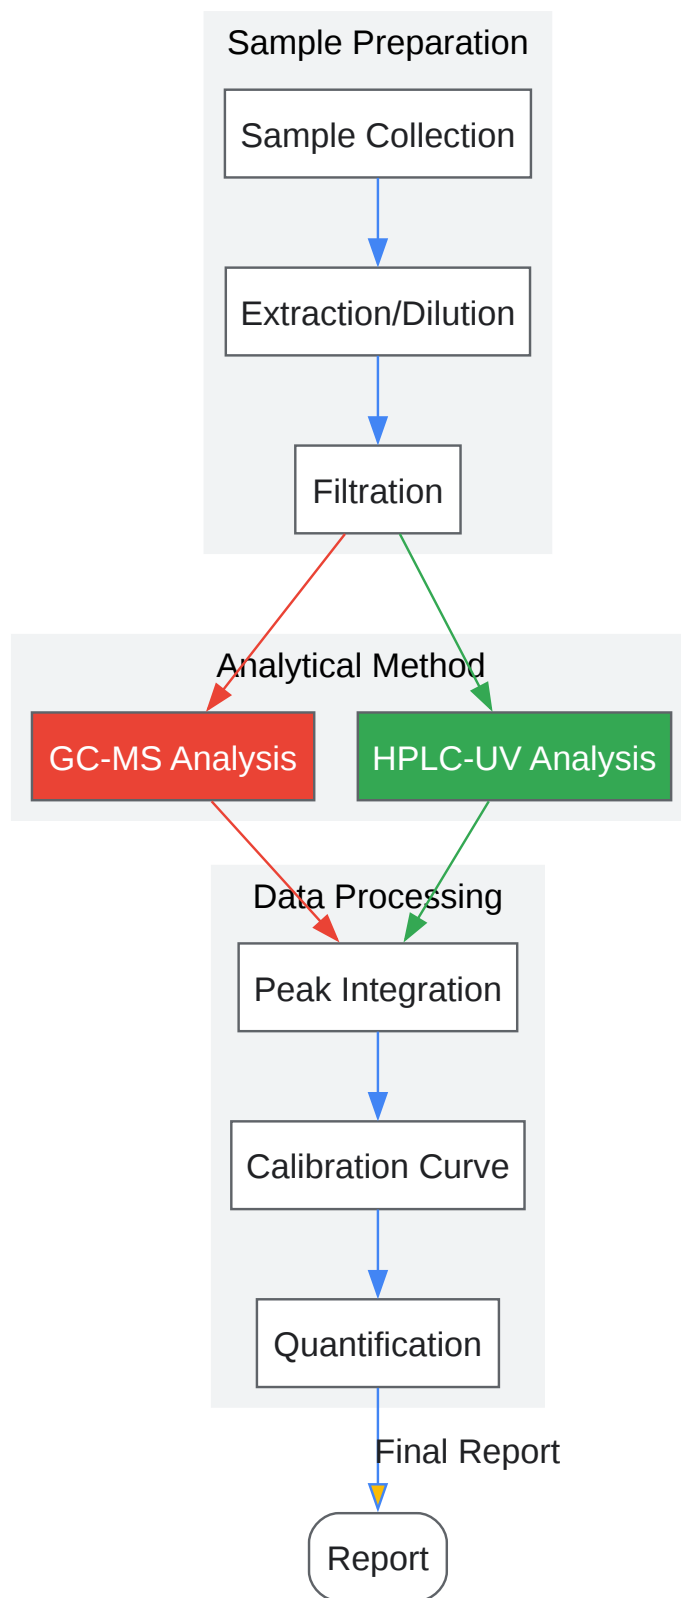 Sample Preparation
Sample Collection
Extraction/Dilution
Filtration
Analytical Method
GC-MS Analysis
HPLC-UV Analysis
Data Processing
Peak Integration
Calibration Curve
Quantification
Final Report
Report